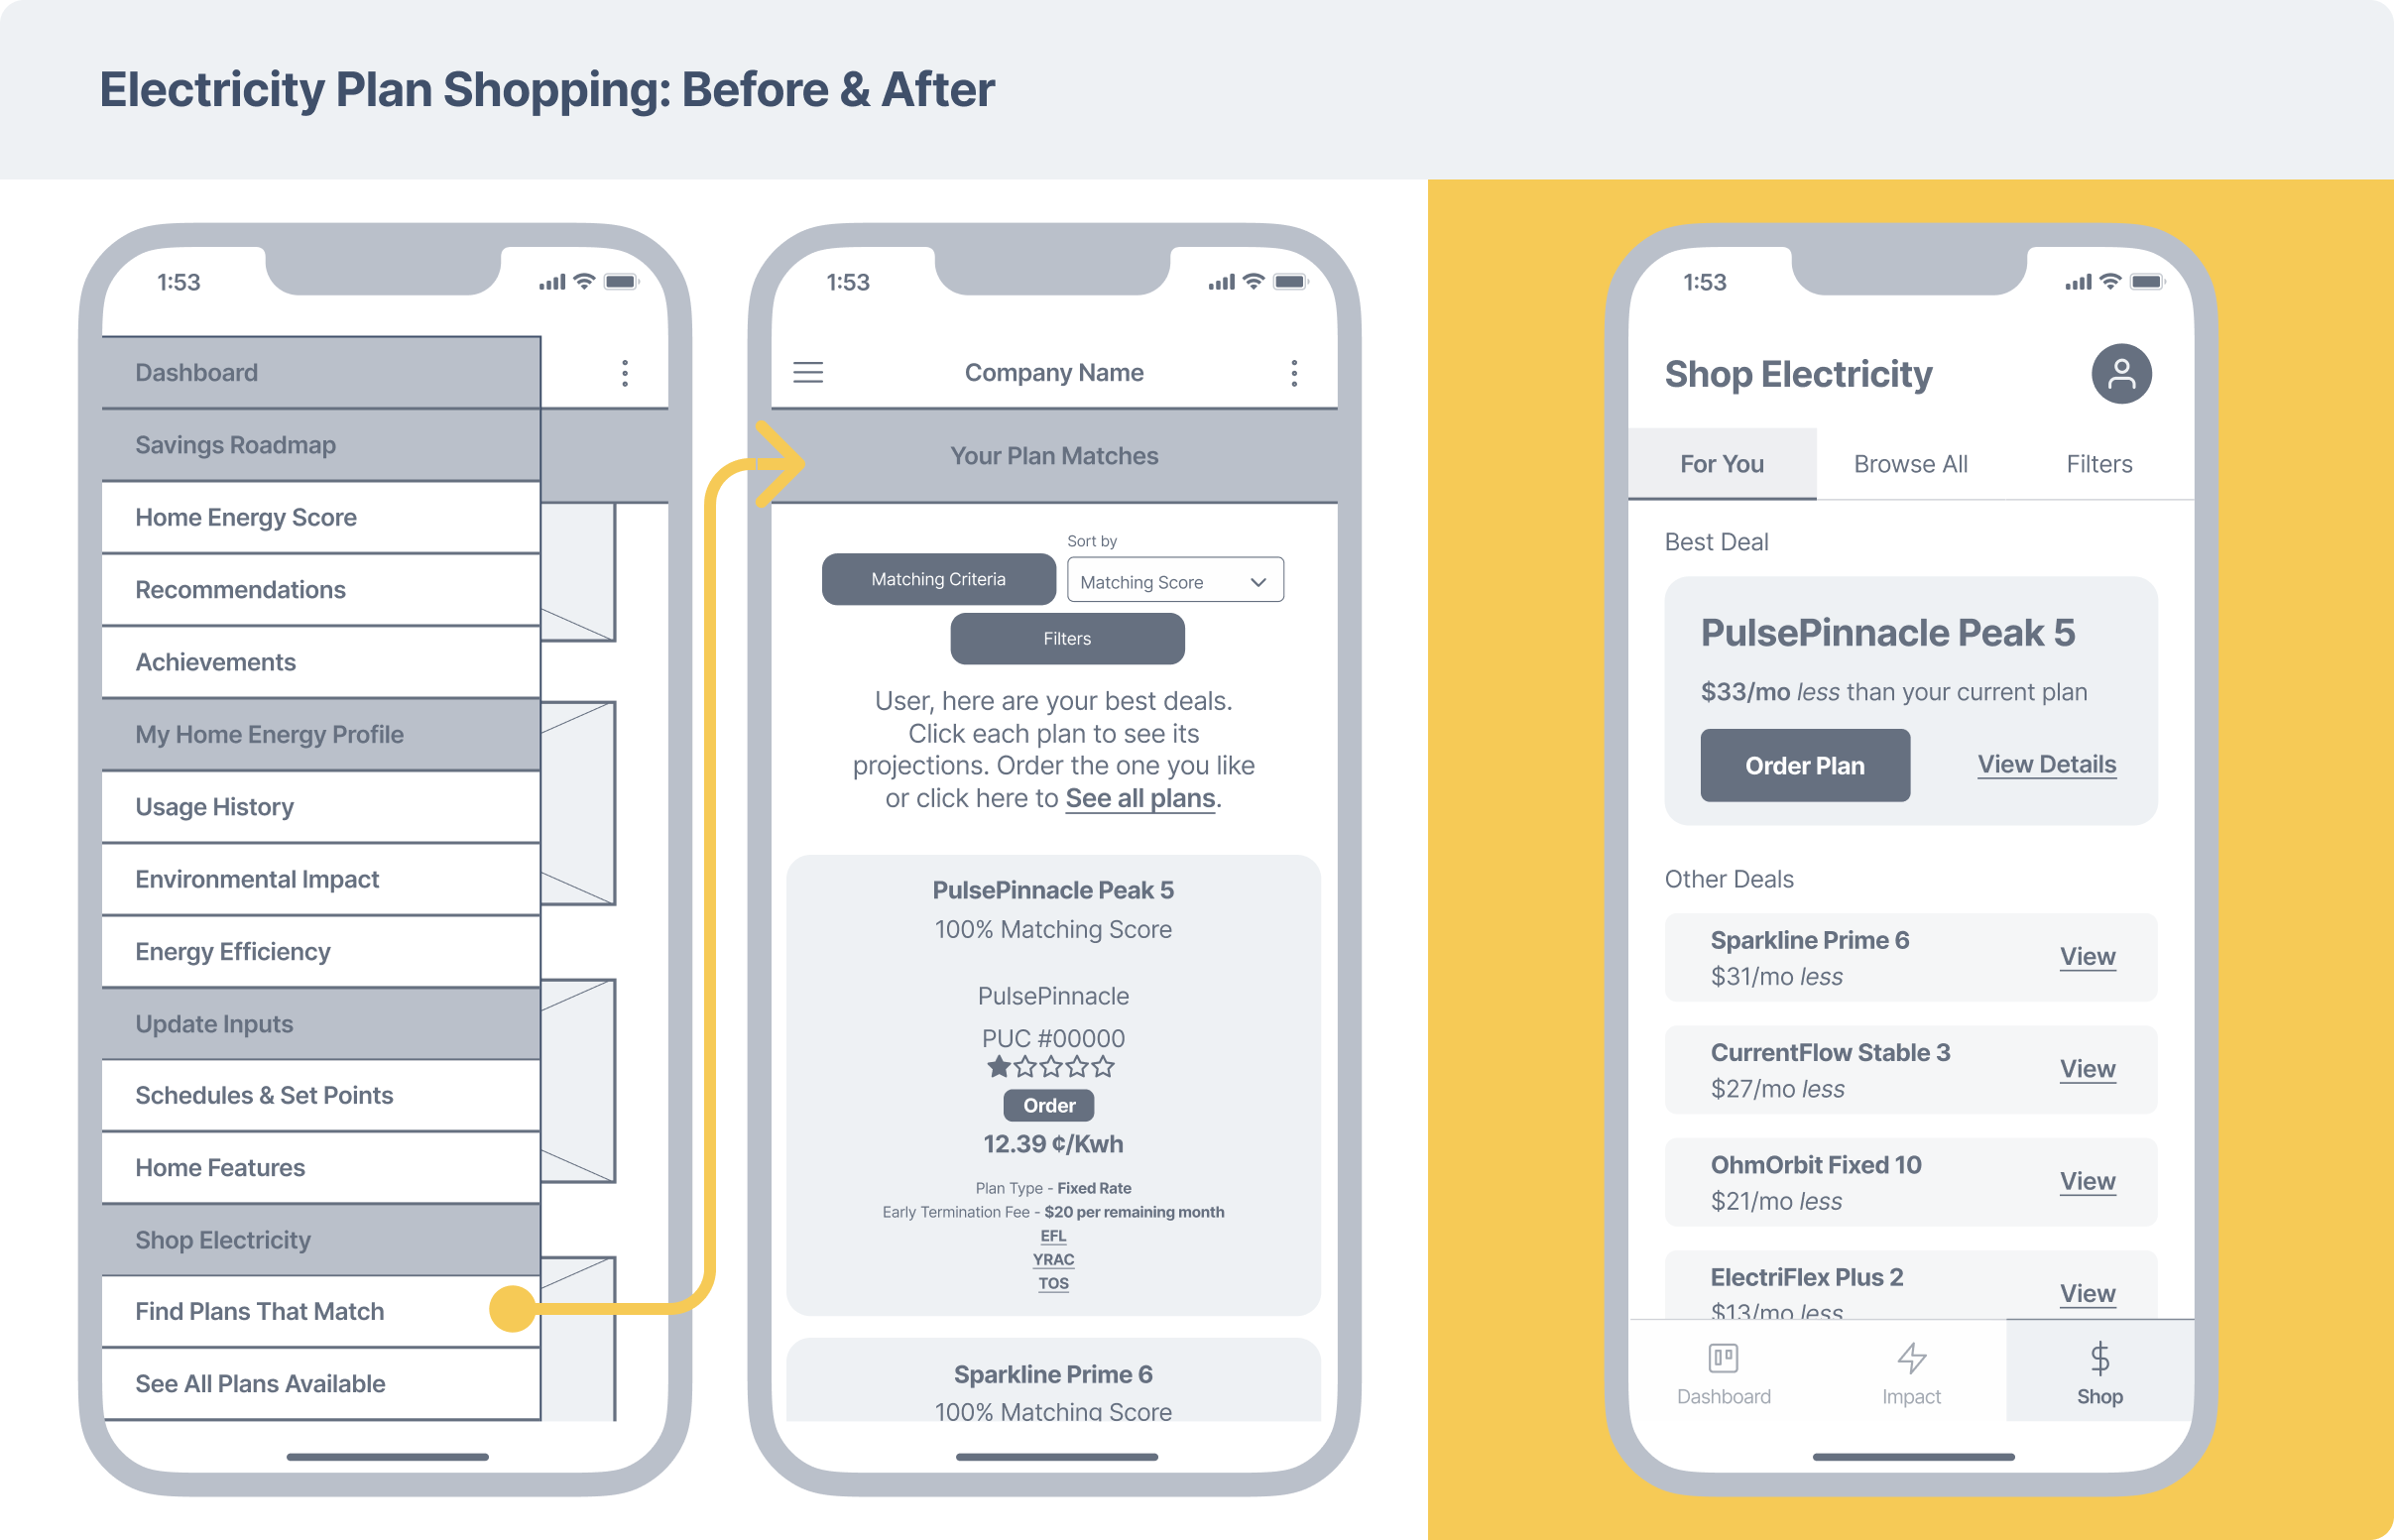 Electricity Plan Shopping: Before & After
1:53
Dashboard
Savings Roadmap
Home Energy Score
Recommendations
Achievements
My Home Energy Profile
Usage History
Environmental Impact
Energy Efficiency
Update Inputs
Schedules & Set Points
Home Features
Shop Electricity
Find Plans That Match
See All Plans Available
1:53
Company Name
Your Plan Matches
Sort by
Matching Criteria
Matching Score
Filters
User, here are your best deals.
Click each plan to see its
projections. Order the one you like
or click here to See all plans.
PulsePinnacle Peak 5
100% Matching Score
PulsePinnacle
PUC #00000
Order
12.39 ¢/Kwh
Plan Type - Fixed Rate
Early Termination Fee - $20 per remaining month
EFL
YRAC
TOS
Sparkline Prime 6
100% Matching Score
1:53
Shop Electricity
For You Browse All Filters
Best Deal
PulsePinnacle Peak 5
$33/mo less than your current plan
Order Plan View Details
Other Deals
Sparkline Prime 6
$31/mo less
View
CurrentFlow Stable 3
$27/mo less
View
OhmOrbit Fixed 10
$21/mo less
View
ElectriFlex Plus 2
$13/mo less
View
Dashboard Impact Shop